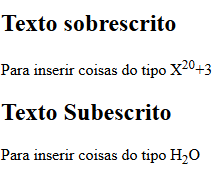 Texto sobrescrito
Para inserir coisas do tipo X²⁰+3
Texto Subescrito
Para inserir coisas do tipo H₂O